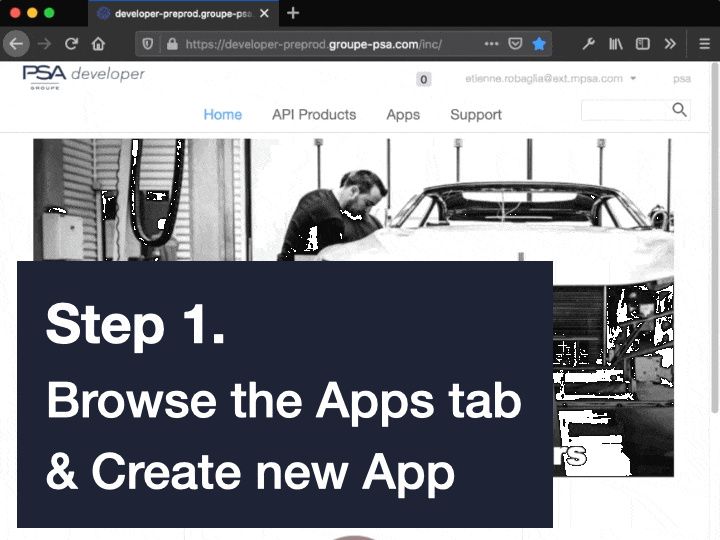 developer-preprod.groupe-psa.
https://developer-preprod.groupe-psa.com/inc/
PSA developer
GROUPE
0
etienne.robaglia@ext.mpsa.com
psa
Home
API Products
Apps
Support
Step 1.
Browse the Apps tab
& Create new App
rs